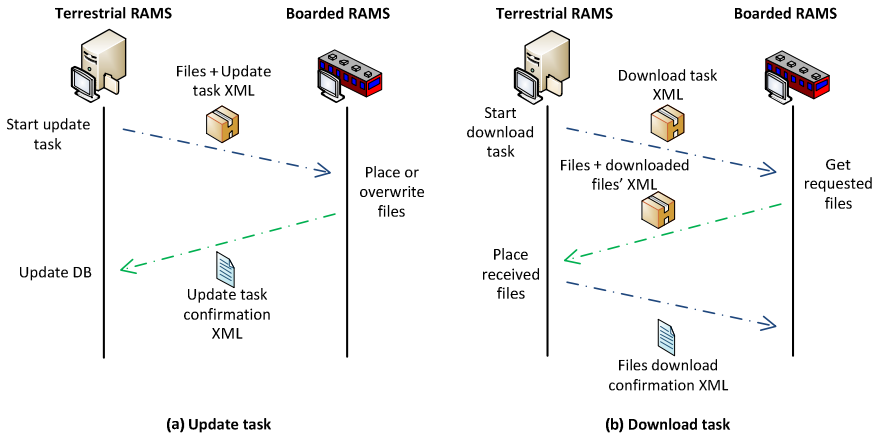 Terrestrial RAMS
Boarded RAMS
Files + Update
task XML
Start update
task
Place or
overwrite
files
Update DB
Update task
confirmation
XML
(a) Update task
Terrestrial RAMS
Boarded RAMS
Download task
XML
Start
download
task
Files + downloaded
files’ XML
Get
requested
files
Place
received
files
Files download
confirmation XML
(b) Download task